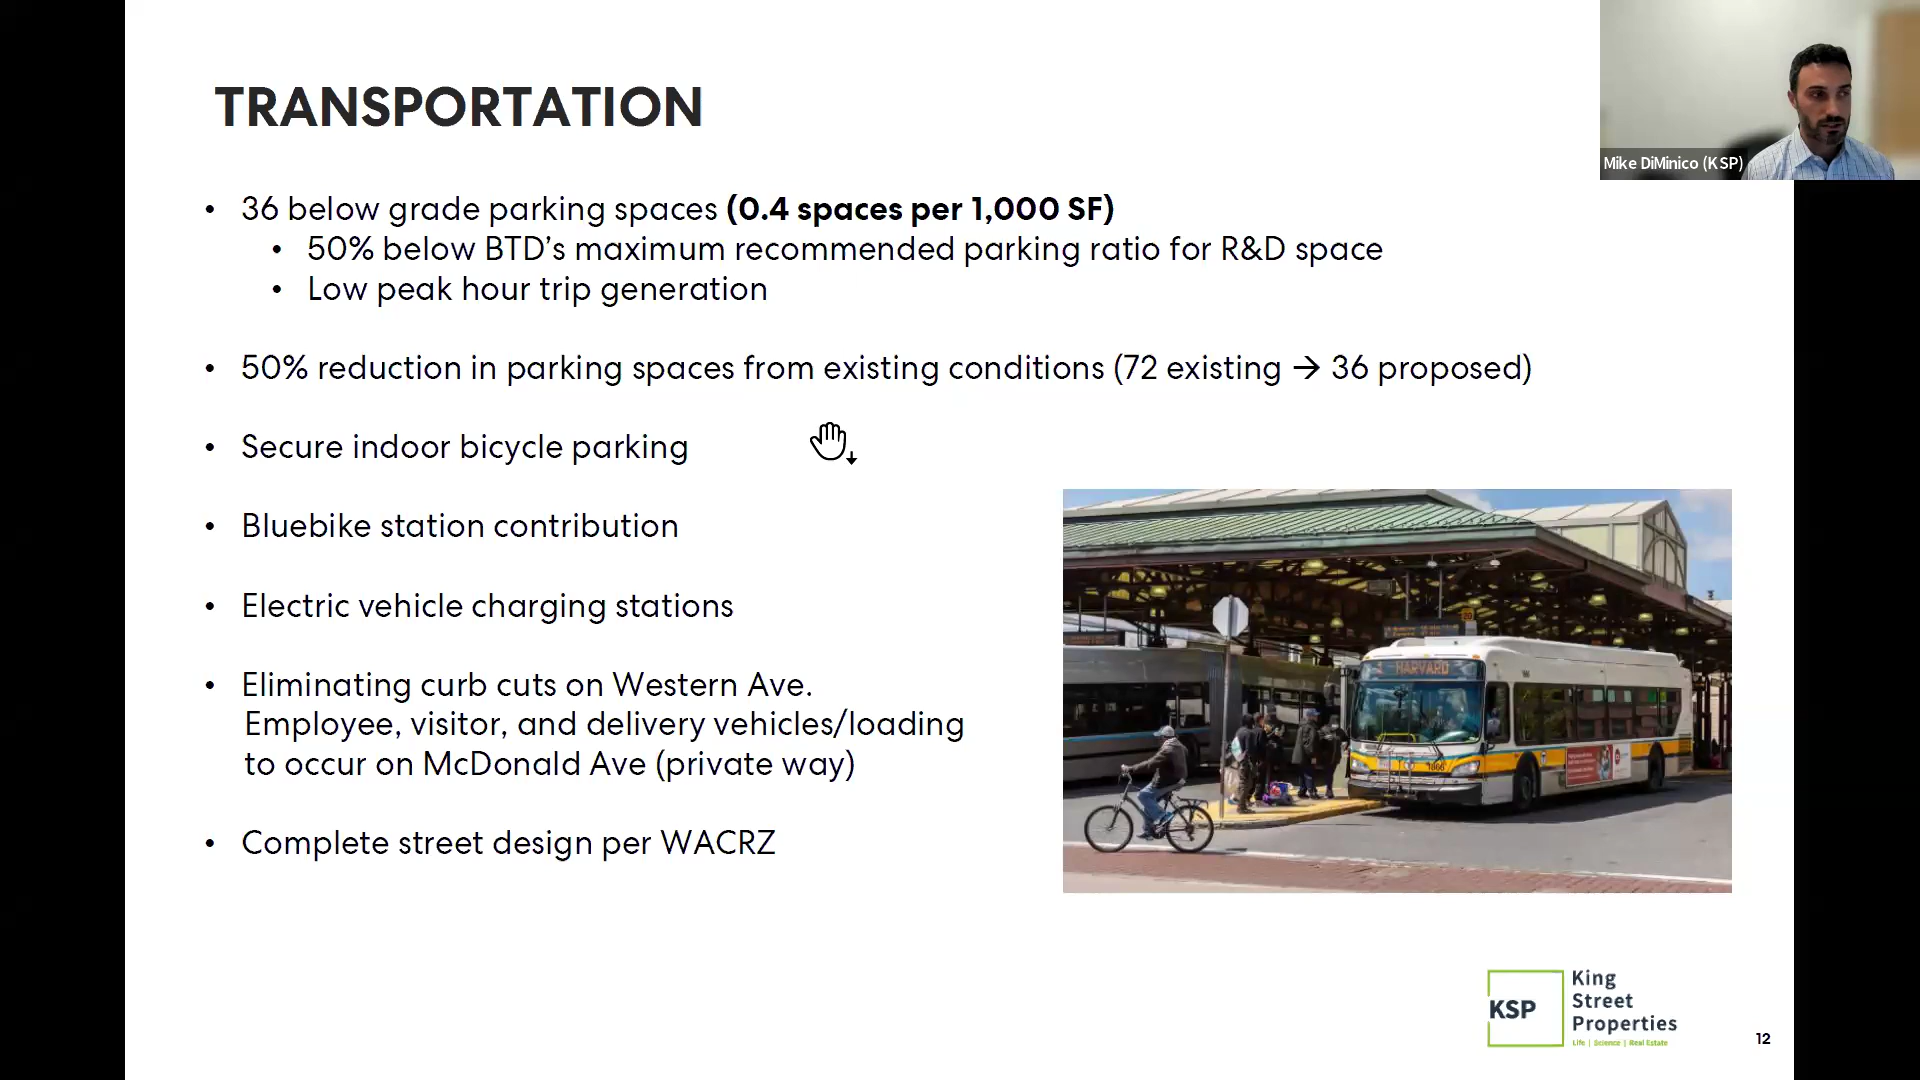 TRANSPORTATION
Mike DiMinico (KSP)
• 36 below grade parking spaces (0.4 spaces per 1,000 SF)
• 50% below BTD’s maximum recommended parking ratio for R&D space
• Low peak hour trip generation
• 50% reduction in parking spaces from existing conditions (72 existing → 36 proposed)
• Secure indoor bicycle parking
• Bluebike station contribution
• Electric vehicle charging stations
• Eliminating curb cuts on Western Ave.
Employee, visitor, and delivery vehicles/loading
to occur on McDonald Ave (private way)
• Complete street design per WACRZ
1 HARVARD
KSP
King
Street
Properties
Life | Science | Real Estate
12